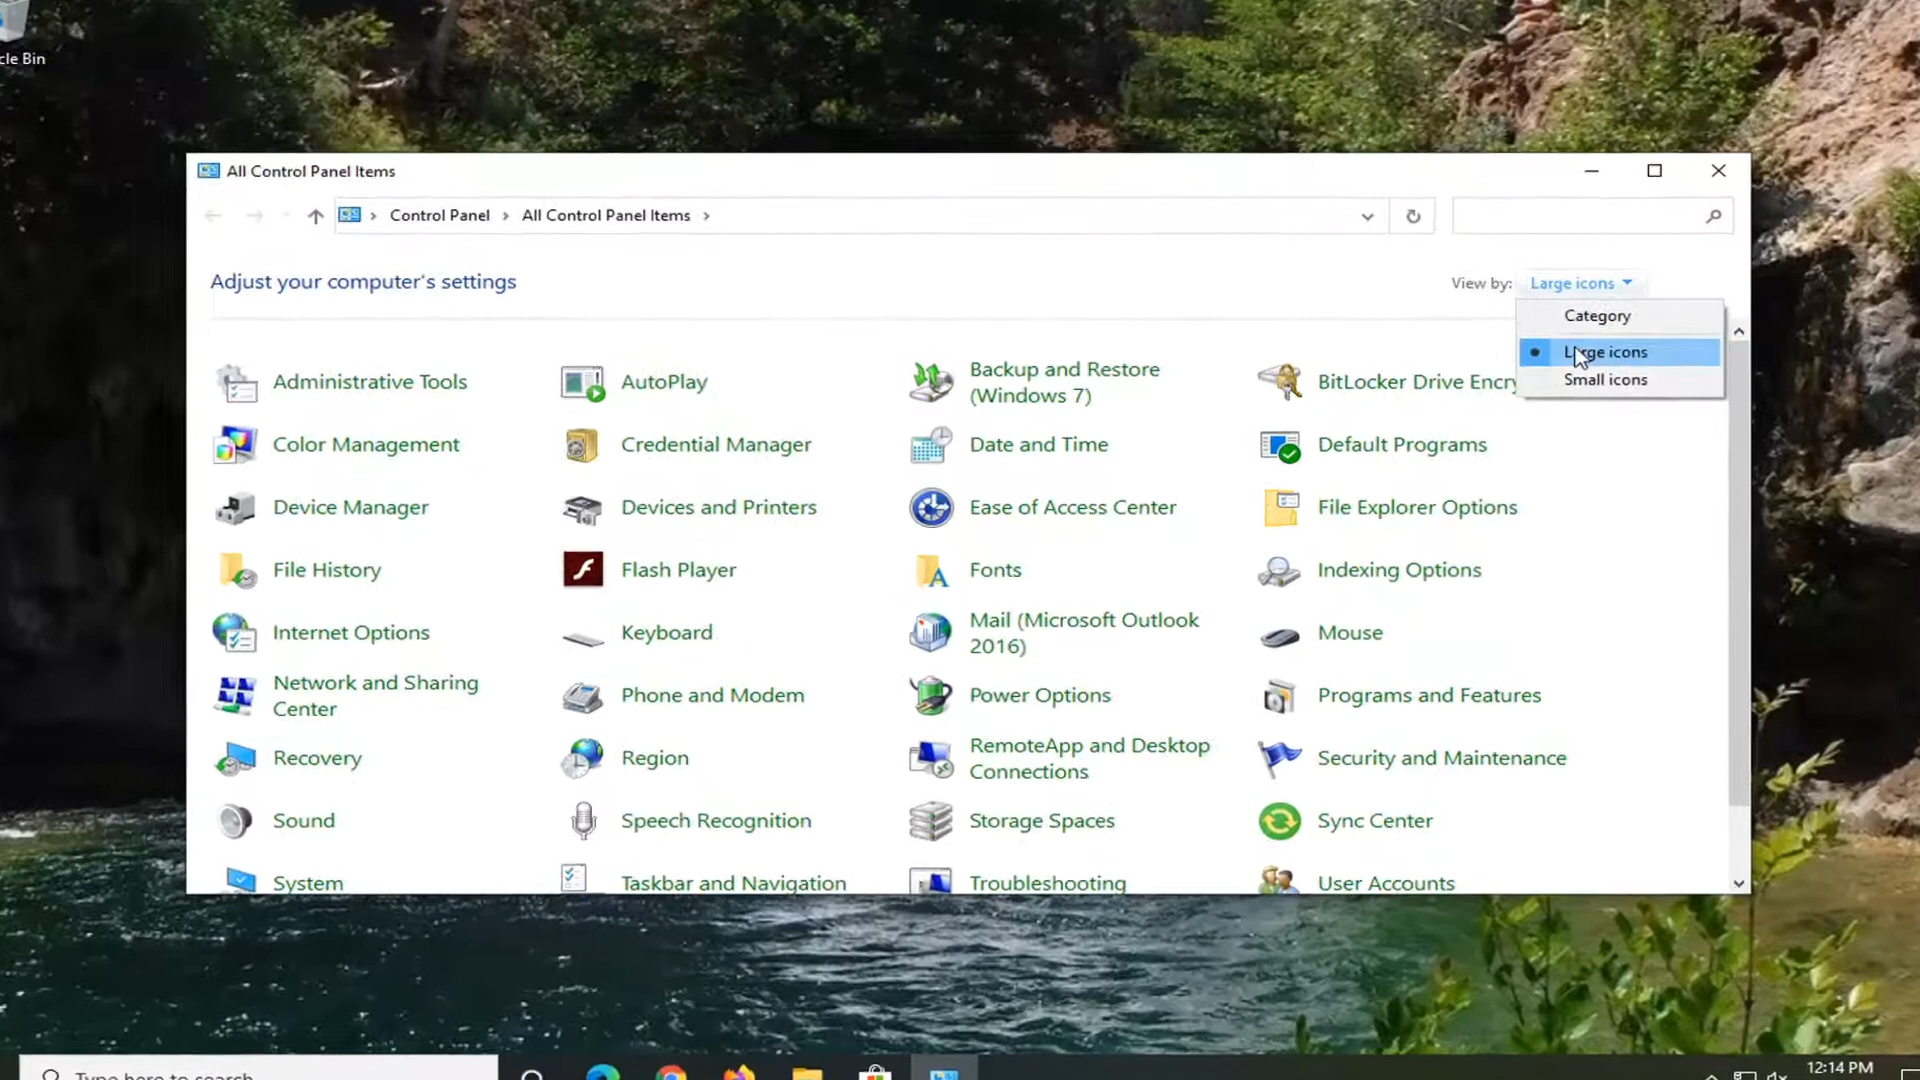 cle Bin
All Control Panel Items
Control Panel
All Control Panel Items
Adjust your computer's settings
View by:
Large icons
Category
Large icons
Small icons
Administrative Tools
AutoPlay
Backup and Restore
(Windows 7)
BitLocker Drive Encry
Color Management
Credential Manager
Date and Time
Default Programs
Device Manager
Devices and Printers
Ease of Access Center
File Explorer Options
File History
Flash Player
Fonts
Indexing Options
Internet Options
Keyboard
Mail (Microsoft Outlook
2016)
Mouse
Network and Sharing
Center
Phone and Modem
Power Options
Programs and Features
Recovery
Region
RemoteApp and Desktop
Connections
Security and Maintenance
Sound
Speech Recognition
Storage Spaces
Sync Center
System
Taskbar and Navigation
Troubleshooting
User Accounts
Type here to search
12:14 PM